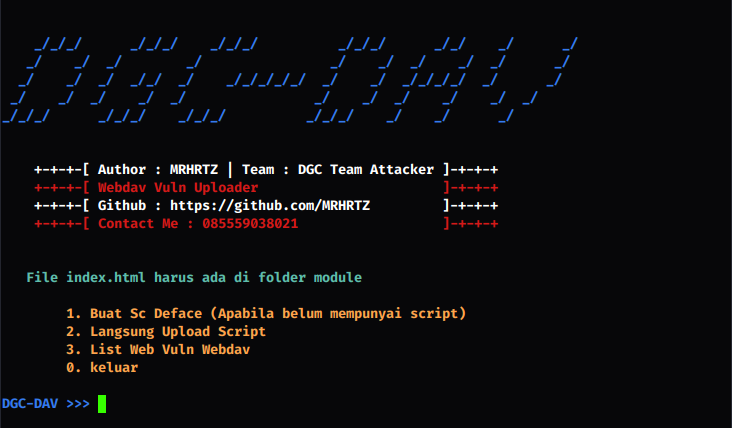 DGC-DAV
+-+-+-[ Author : MRHRTZ | Team : DGC Team Attacker ]-+-+-+
+-+-+-[ Webdav Vuln Uploader ]-+-+-+
+-+-+-[ Github : https://github.com/MRHRTZ ]-+-+-+
+-+-+-[ Contact Me : 085559038021 ]-+-+-+
File index.html harus ada di folder module
1. Buat Sc Deface (Apabila belum mempunyai script)
2. Langsung Upload Script
3. List Web Vuln Webdav
0. keluar
DGC-DAV >>>